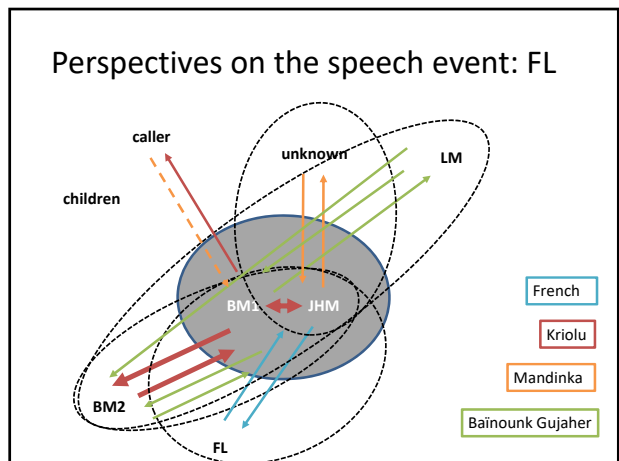 Perspectives on the speech event: FL
caller
unknown
LM
children
BM1
JHM
French
Kriolu
Mandinka
Baïnounk Gujaher
BM2
FL